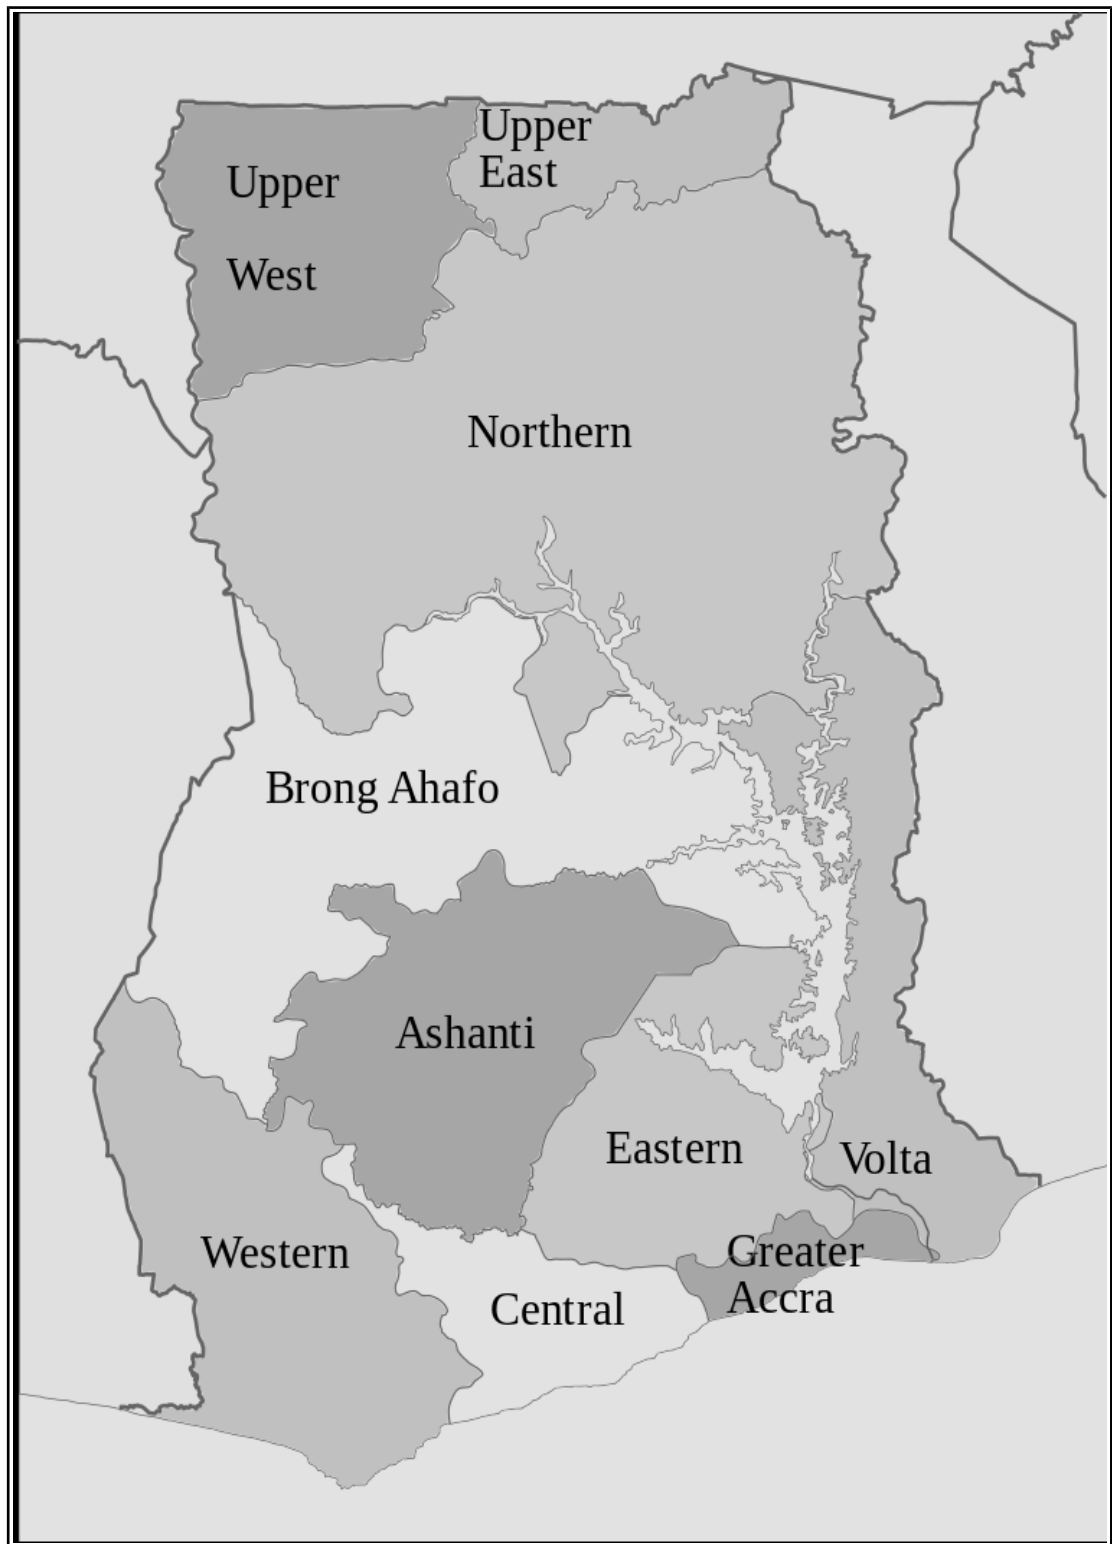 Upper
East
Upper
West
Northern
Brong Ahafo
Ashanti
Eastern
Volta
Western
Greater
Accra
Central